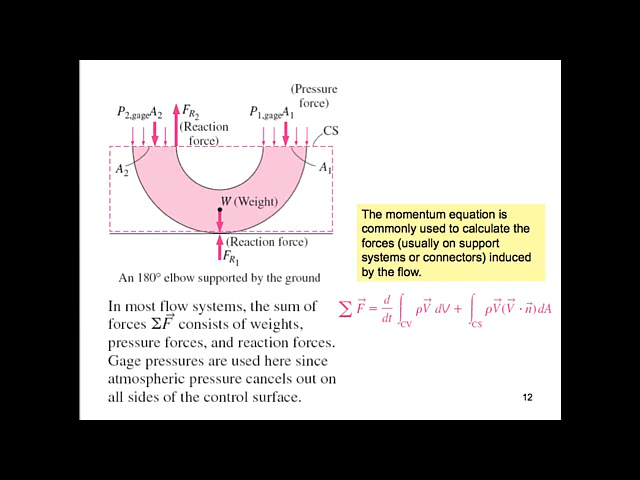 (Pressure
force)
P2,gageA2
FR2
P1,gageA1
(Reaction
force)
CS
A2
A1
W (Weight)
(Reaction force)
FR1
An 180° elbow supported by the ground
The momentum equation is
commonly used to calculate the
forces (usually on support
systems or connectors) induced
by the flow.
∑ F⃗ = d/dt ∫CV ρV⃗ dV + ∫CS ρV⃗(V⃗ · n⃗) dA
In most flow systems, the sum of
forces ΣF⃗ consists of weights,
pressure forces, and reaction forces.
Gage pressures are used here since
atmospheric pressure cancels out on
all sides of the control surface.
12